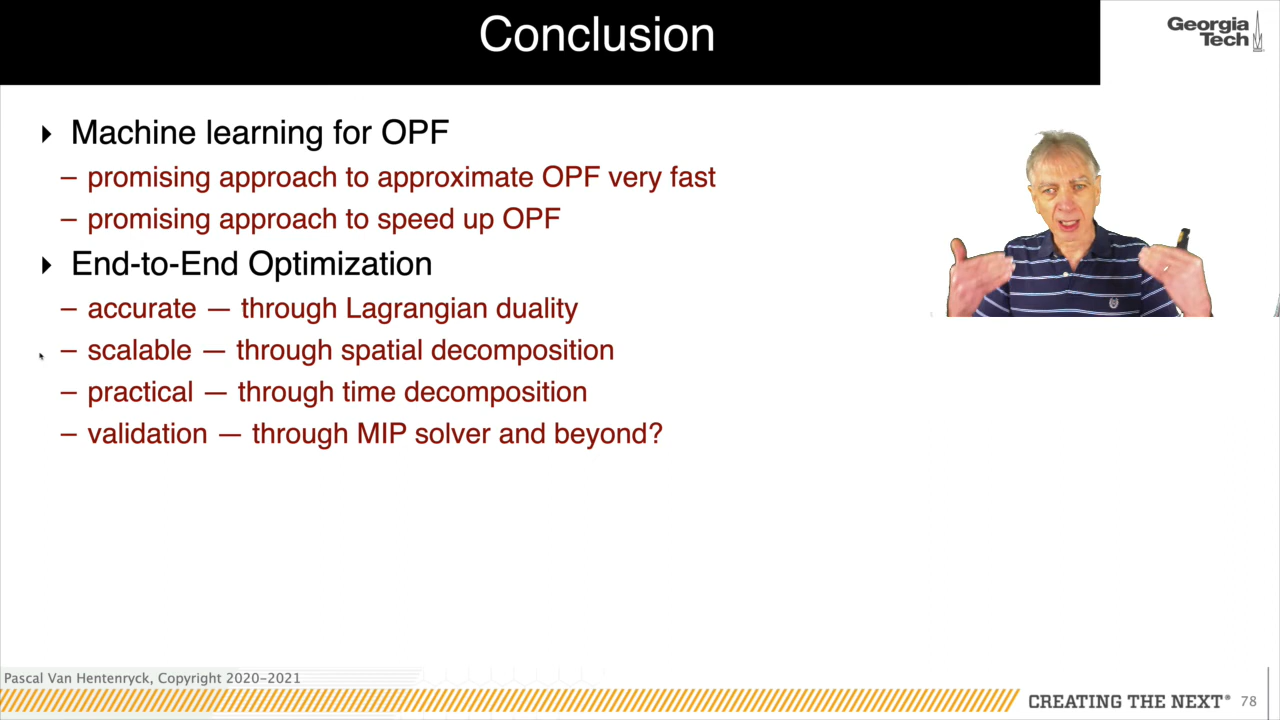 Conclusion
Georgia
Tech
Machine learning for OPF
– promising approach to approximate OPF very fast
– promising approach to speed up OPF
End-to-End Optimization
– accurate — through Lagrangian duality
– scalable — through spatial decomposition
– practical — through time decomposition
– validation — through MIP solver and beyond?
Pascal Van Hentenryck, Copyright 2020-2021
CREATING THE NEXT® 78